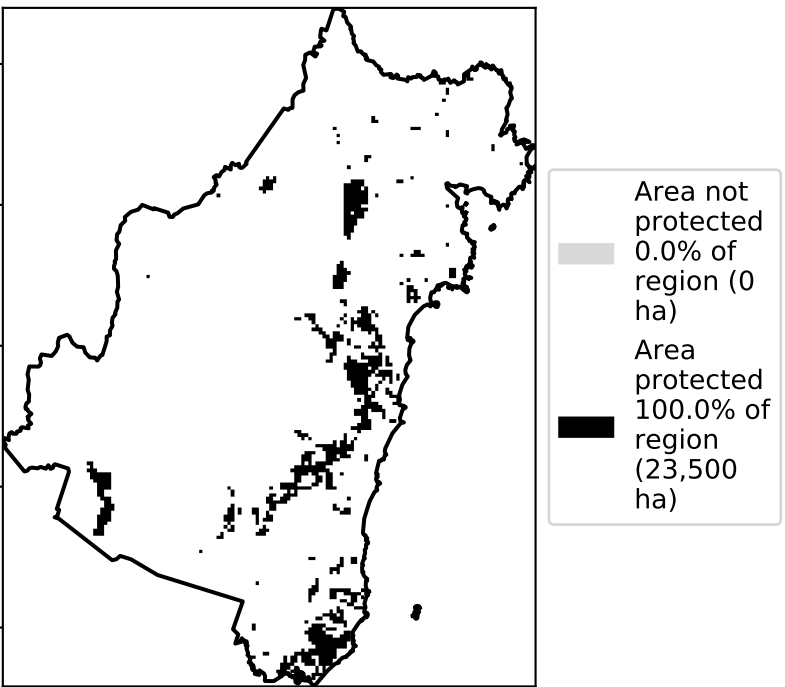 Area not
protected
0.0% of
region (0
ha)
Area
protected
100.0% of
region
(23,500
ha)